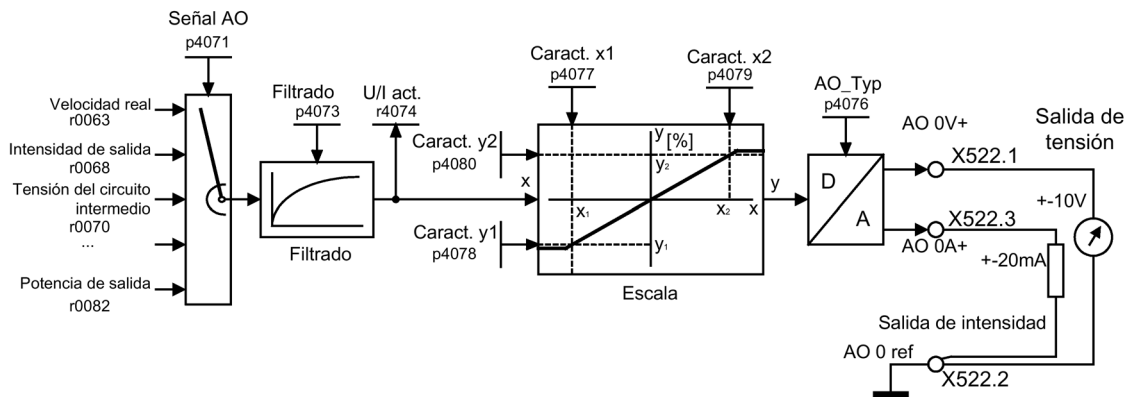 Señal AO
p4071
Velocidad real
r0063
Intensidad de salida
r0068
Tensión del circuito
intermedio
r0070
...
Potencia de salida
r0082
Filtrado
p4073
Filtrado
U/I act.
r4074
Caract. y2
p4080
x
Caract. y1
p4078
Caract. x1
p4077
Caract. x2
p4079
y
[%]
y2
x1
x2
x
y1
Escala
y
AO_Typ
p4076
D
A
AO 0V+
X522.1
X522.3
AO 0A+
Salida de
tensión
+-10V
+-20mA
Salida de intensidad
AO 0 ref
X522.2